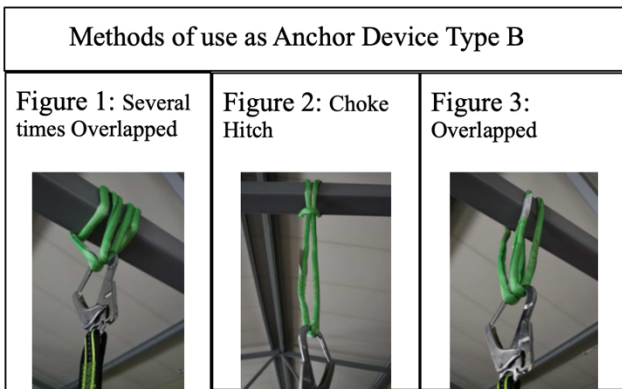 Methods of use as Anchor Device Type B
Figure 1: Several
times Overlapped
Figure 2: Choke
Hitch
Figure 3:
Overlapped